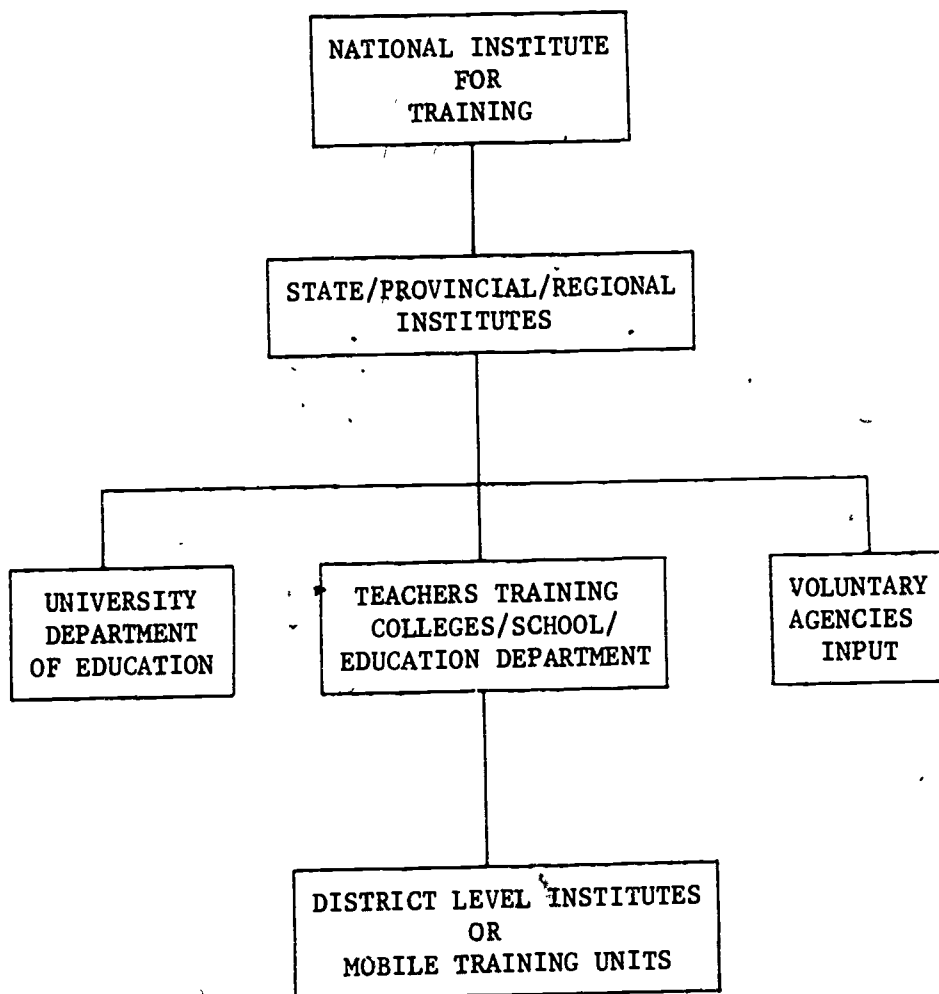 NATIONAL INSTITUTE
FOR
TRAINING
STATE/PROVINCIAL/REGIONAL
INSTITUTES
UNIVERSITY
DEPARTMENT
OF EDUCATION
TEACHERS TRAINING
COLLEGES/SCHOOL/
EDUCATION DEPARTMENT
VOLUNTARY
AGENCIES
INPUT
DISTRICT LEVEL INSTITUTES
OR
MOBILE TRAINING UNITS